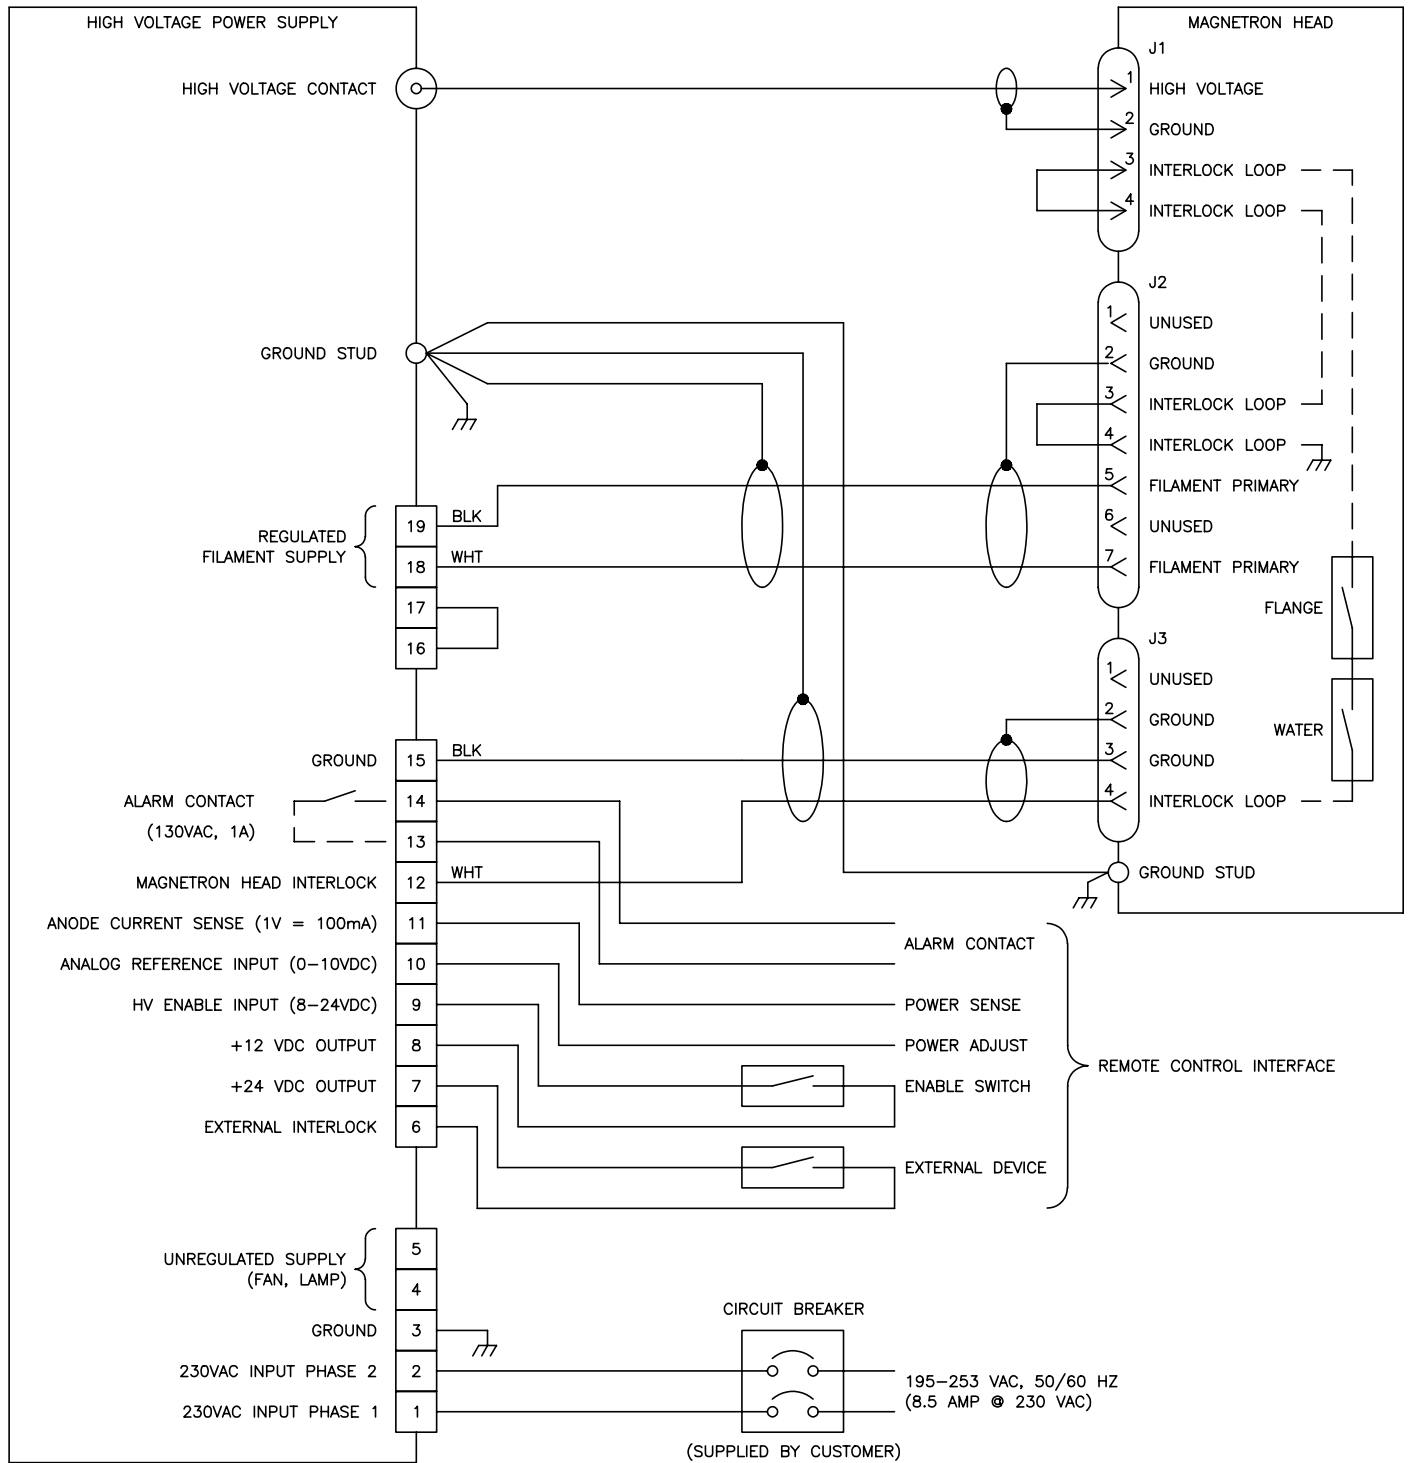 HIGH VOLTAGE POWER SUPPLY
MAGNETRON HEAD
J1
HIGH VOLTAGE CONTACT
1
HIGH VOLTAGE
2
GROUND
3
INTERLOCK LOOP
4
INTERLOCK LOOP
J2
1
UNUSED
GROUND STUD
2
GROUND
3
INTERLOCK LOOP
4
INTERLOCK LOOP
5
FILAMENT PRIMARY
REGULATED
FILAMENT SUPPLY
19
BLK
6
UNUSED
18
WHT
7
FILAMENT PRIMARY
17
FLANGE
16
J3
1
UNUSED
2
GROUND
WATER
GROUND
15
BLK
3
GROUND
ALARM CONTACT
(130VAC, 1A)
14
4
INTERLOCK LOOP
13
MAGNETRON HEAD INTERLOCK
12
WHT
GROUND STUD
ANODE CURRENT SENSE (1V = 100mA)
11
ALARM CONTACT
ANALOG REFERENCE INPUT (0-10VDC)
10
HV ENABLE INPUT (8-24VDC)
9
POWER SENSE
+12 VDC OUTPUT
8
POWER ADJUST
REMOTE CONTROL INTERFACE
+24 VDC OUTPUT
7
ENABLE SWITCH
EXTERNAL INTERLOCK
6
EXTERNAL DEVICE
UNREGULATED SUPPLY
(FAN, LAMP)
5
4
CIRCUIT BREAKER
GROUND
3
230VAC INPUT PHASE 2
2
195-253 VAC, 50/60 HZ
(8.5 AMP @ 230 VAC)
230VAC INPUT PHASE 1
1
(SUPPLIED BY CUSTOMER)